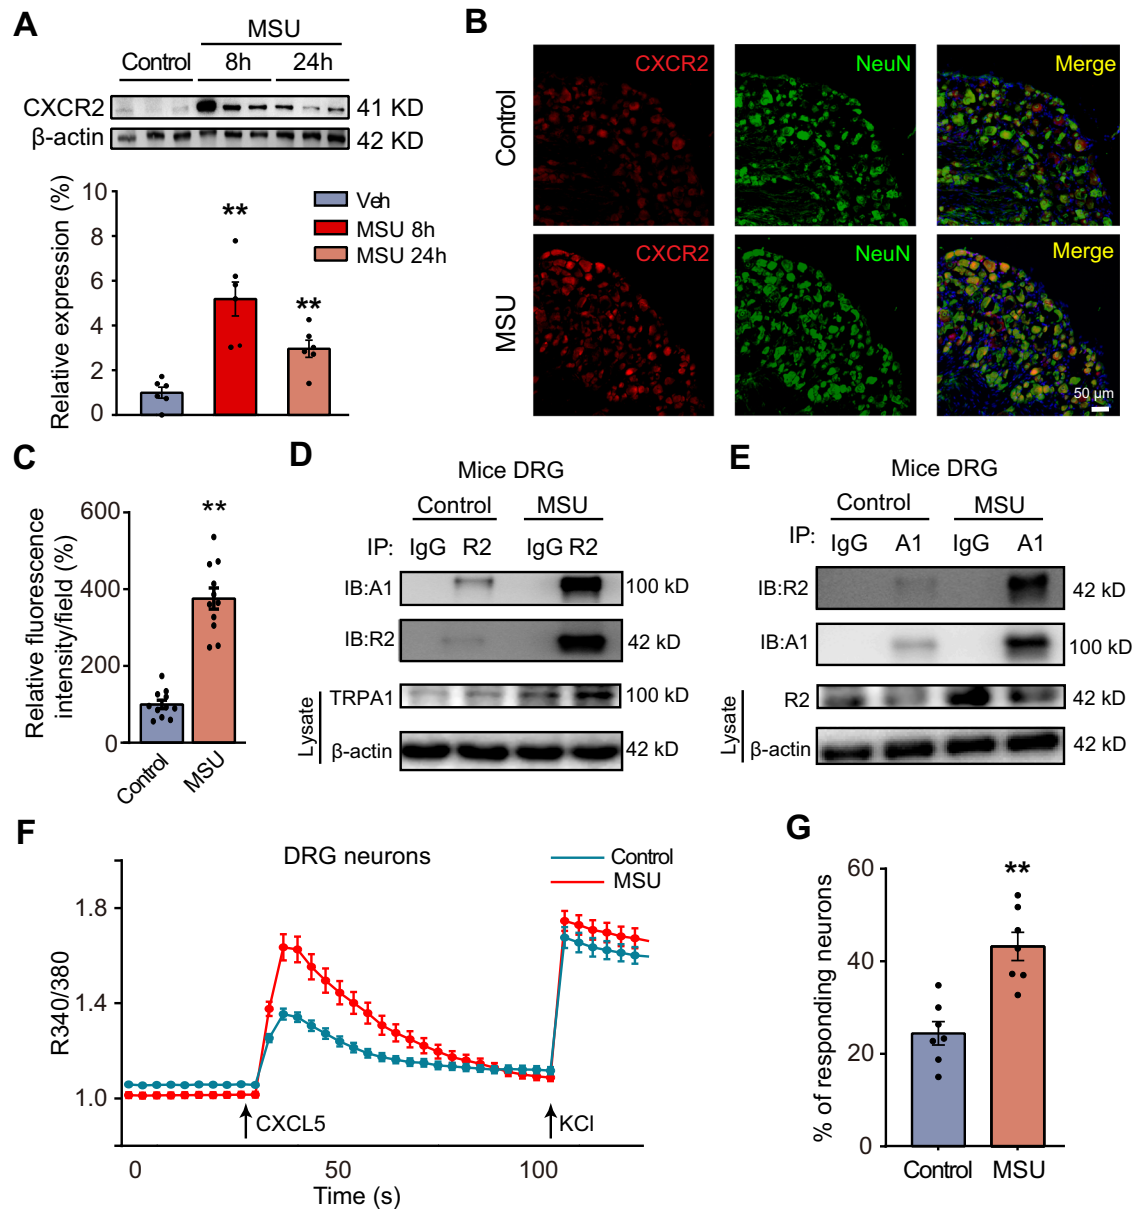 A
MSU
Control 8h 24h
CXCR2 41 KD
β-actin 42 KD
Relative expression (%)
10
8
6
4
2
0
**
**
Veh
MSU 8h
MSU 24h
B
Control
CXCR2
NeuN
Merge
MSU
CXCR2
NeuN
Merge
50 μm
C
Relative fluorescence
intensity/field (%)
600
400
200
0
**
Control
MSU
D
Mice DRG
Control MSU
IP: IgG R2 IgG R2
IB:A1 100 kD
IB:R2 42 kD
Lysate
TRPA1 100 kD
β-actin 42 kD
E
Mice DRG
Control MSU
IP: IgG A1 IgG A1
IB:R2 42 kD
IB:A1 100 kD
Lysate
R2 42 kD
β-actin 42 kD
F
DRG neurons
Control
MSU
R340/380
1.8
1.4
1.0
CXCL5
KCl
0 50 100
Time (s)
G
% of responding neurons
60
40
20
0
**
Control MSU